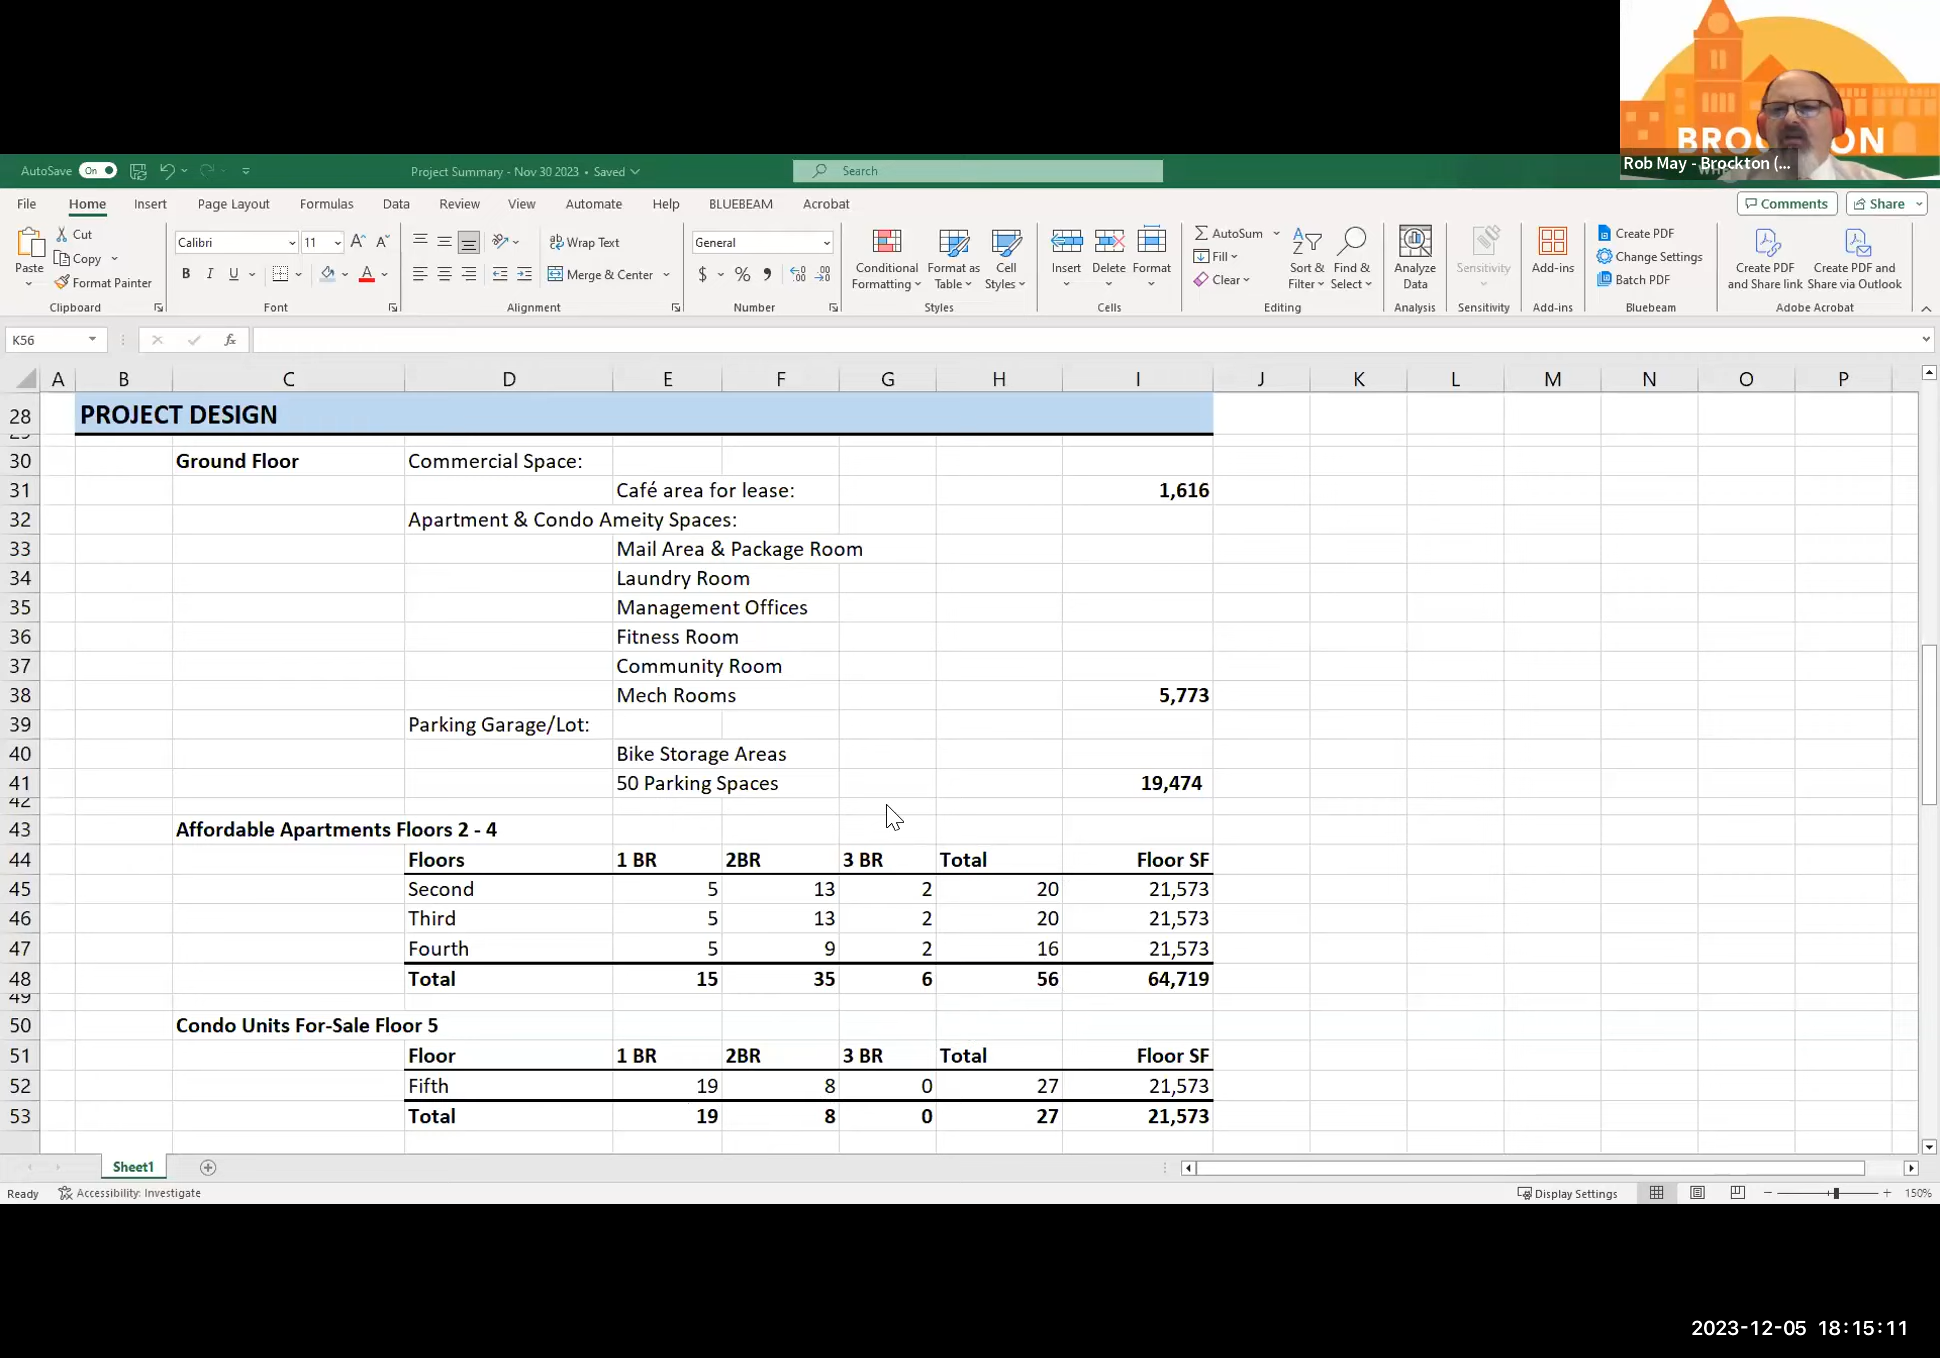 BROCKTON
Rob May - Brockton (...
AutoSave On Project Summary - Nov 30 2023 • Saved Search
File Home Insert Page Layout Formulas Data Review View Automate Help BLUEBEAM Acrobat Comments Share
Paste Cut Copy Format Painter Clipboard
Calibri 11 A A B I U A Font
Wrap Text Merge & Center Alignment
General $ % , Number
Conditional Formatting Format as Table Cell Styles Styles
Insert Delete Format Cells
AutoSum Fill Clear Sort & Filter Find & Select Editing
Analyze Data Analysis
Sensitivity Sensitivity
Add-ins Add-ins
Create PDF Change Settings Batch PDF Bluebeam
Create PDF and Share link Create PDF and Share via Outlook Adobe Acrobat
K56 fx
A B C D E F G H I J K L M N O P
28 PROJECT DESIGN
29
30 Ground Floor Commercial Space:
31 Café area for lease: 1,616
32 Apartment & Condo Ameity Spaces:
33 Mail Area & Package Room
34 Laundry Room
35 Management Offices
36 Fitness Room
37 Community Room
38 Mech Rooms 5,773
39 Parking Garage/Lot:
40 Bike Storage Areas
41 50 Parking Spaces 19,474
42
43 Affordable Apartments Floors 2 - 4
44 Floors 1 BR 2BR 3 BR Total Floor SF
45 Second 5 13 2 20 21,573
46 Third 5 13 2 20 21,573
47 Fourth 5 9 2 16 21,573
48 Total 15 35 6 56 64,719
49
50 Condo Units For-Sale Floor 5
51 Floor 1 BR 2BR 3 BR Total Floor SF
52 Fifth 19 8 0 27 21,573
53 Total 19 8 0 27 21,573
Sheet1
Ready Accessibility: Investigate Display Settings 150%
2023-12-05 18:15:11